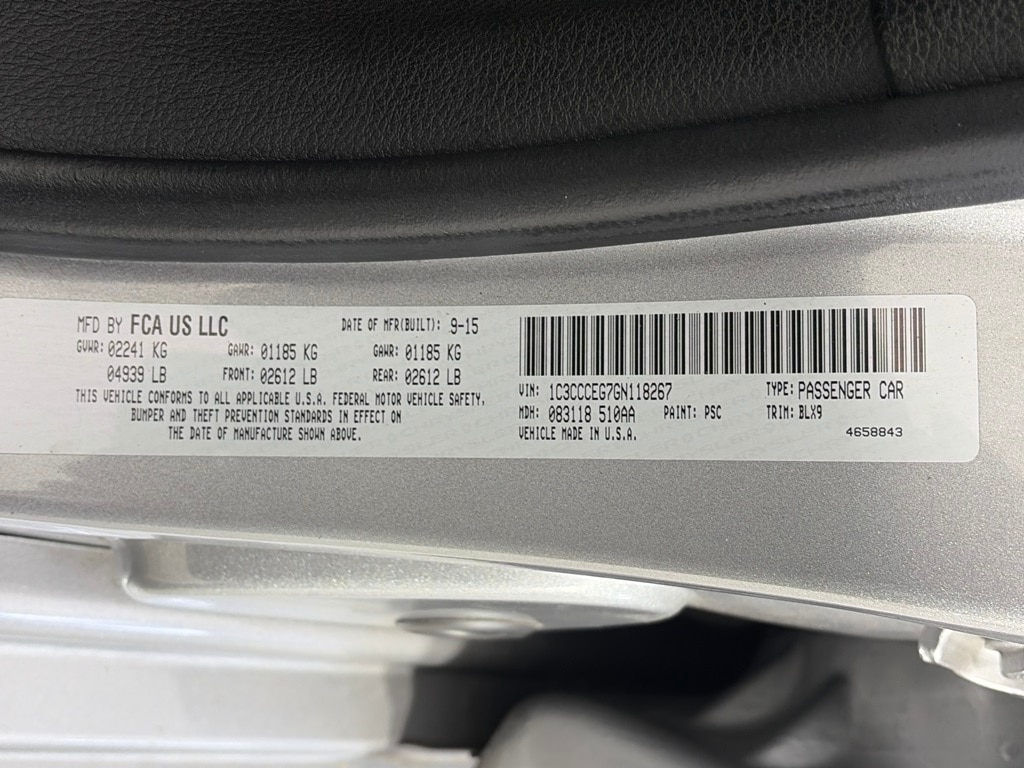 MFD BY FCA US LLC DATE OF MFR(BUILT): 9-15
GVWR: 02241 KG GAWR: 01185 KG GAWR: 01185 KG
04939 LB FRONT: 02612 LB REAR: 02612 LB
THIS VEHICLE CONFORMS TO ALL APPLICABLE U.S.A. FEDERAL MOTOR VEHICLE SAFETY,
BUMPER AND THEFT PREVENTION STANDARDS IN EFFECT ON
THE DATE OF MANUFACTURE SHOWN ABOVE.
VIN: 1C3CCCEG7GN118267 TYPE: PASSENGER CAR
MDH: 083118 510AA PAINT: PSC TRIM: BLX9
VEHICLE MADE IN U.S.A. 4658843